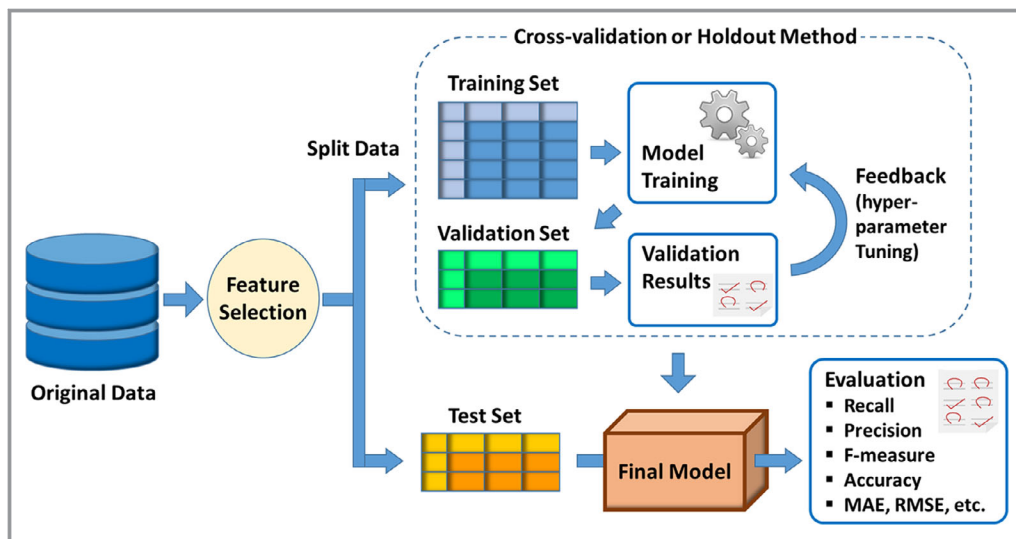 Cross-validation or Holdout Method
Training Set
Split Data
Model
Training
Feedback
(hyper-
parameter
Tuning)
Validation Set
Validation
Results
Feature
Selection
Original Data
Test Set
Final Model
Evaluation
▪ Recall
▪ Precision
▪ F-measure
▪ Accuracy
▪ MAE, RMSE, etc.